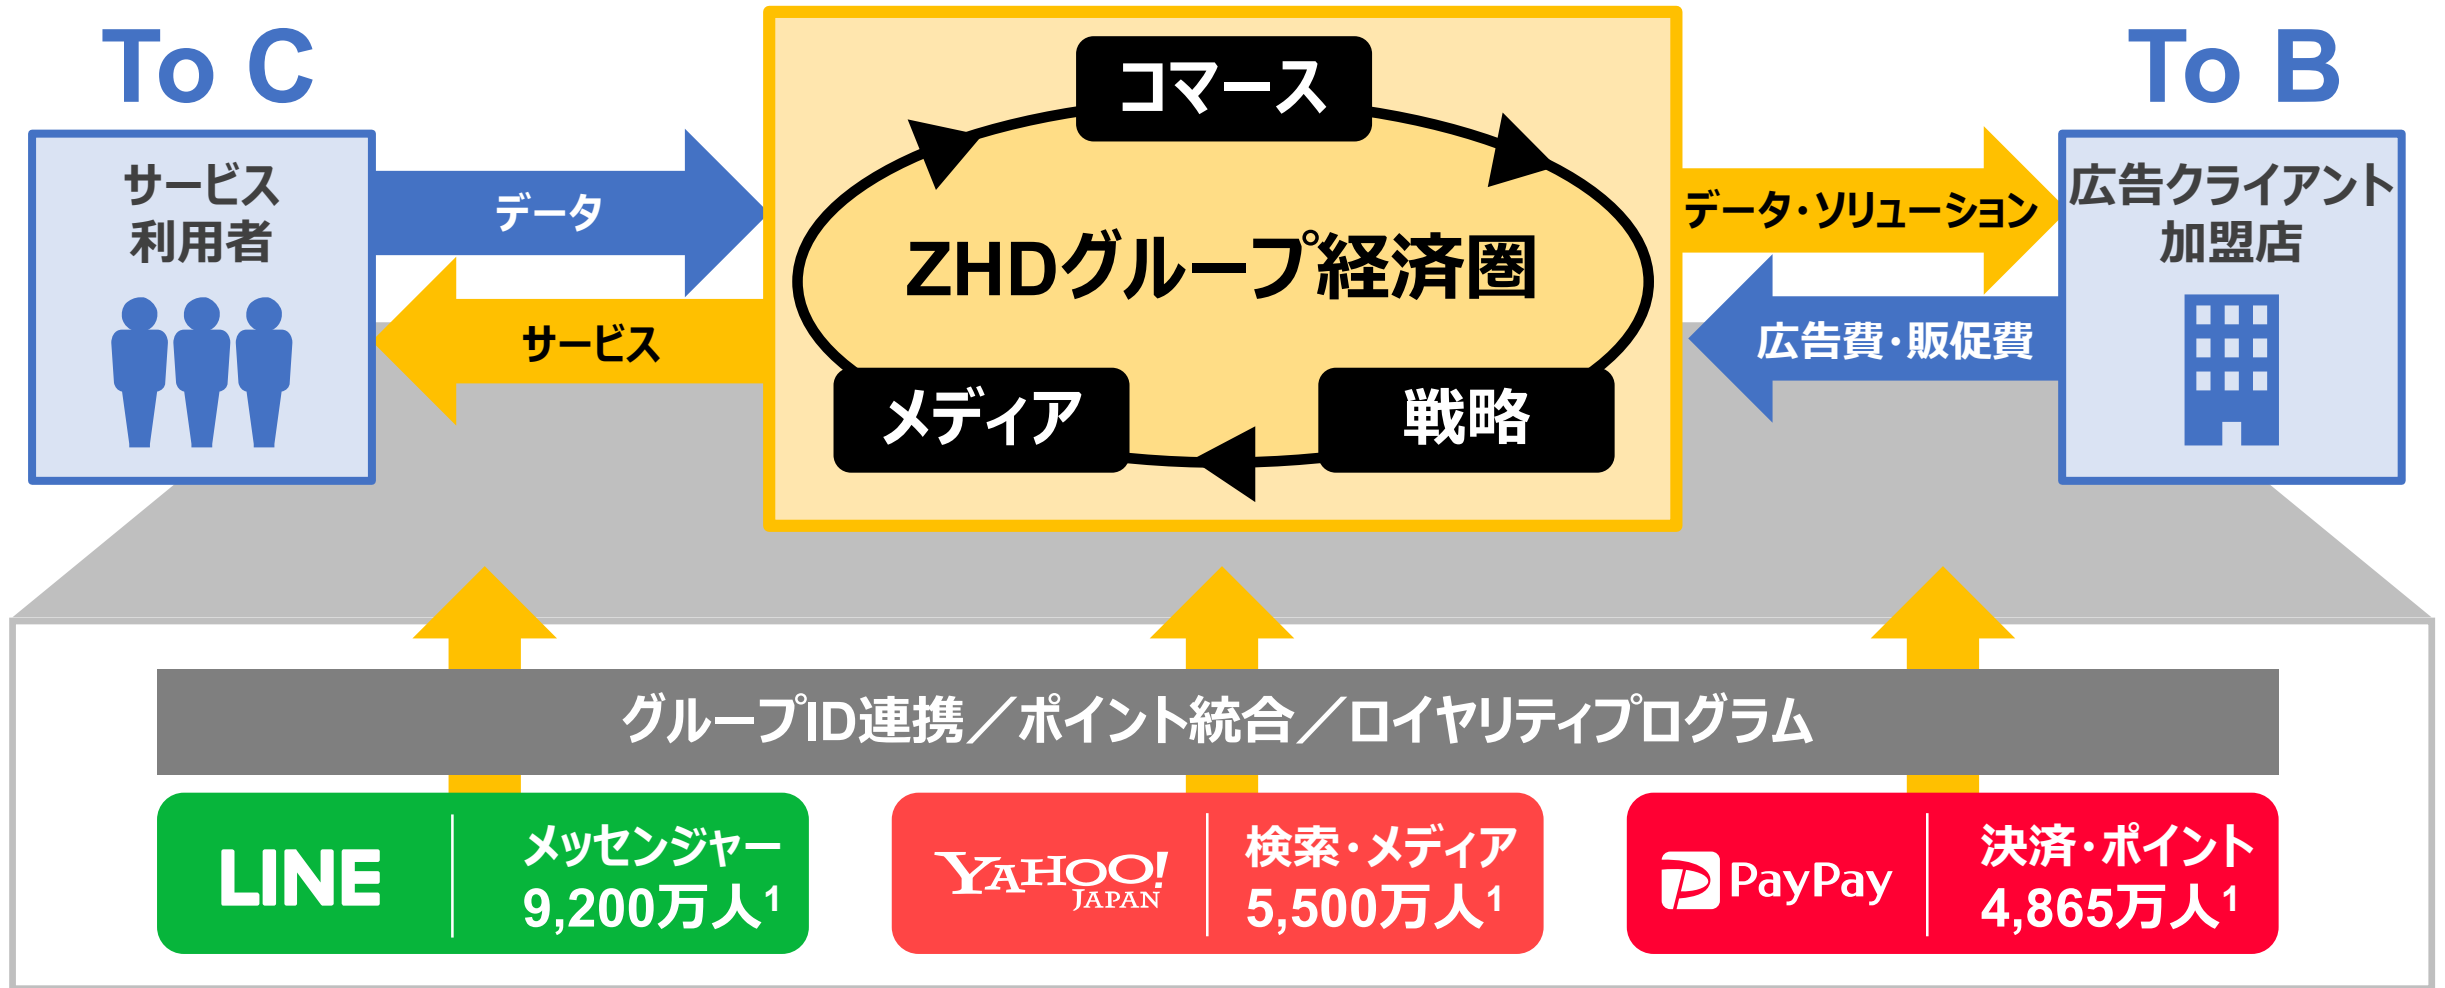 To C
To B
コマース
サービス
利用者
データ
サービス
ZHDグループ経済圏
メディア
戦略
データ・ソリューション
広告費・販促費
広告クライアント
加盟店
グループID連携／ポイント統合／ロイヤリティプログラム
LINE
メッセンジャー
9,200万人1
YAHOO!
JAPAN
検索・メディア
5,500万人1
PayPay
決済・ポイント
4,865万人1